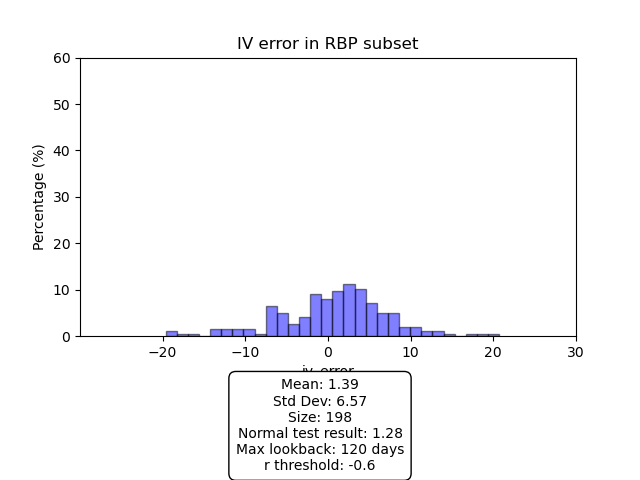 IV error in RBP subset
60
50
40
30
20
10
0
Percentage (%)
−20
−10
0
10
20
30
iv_error
Mean: 1.39
Std Dev: 6.57
Size: 198
Normal test result: 1.28
Max lookback: 120 days
r threshold: -0.6